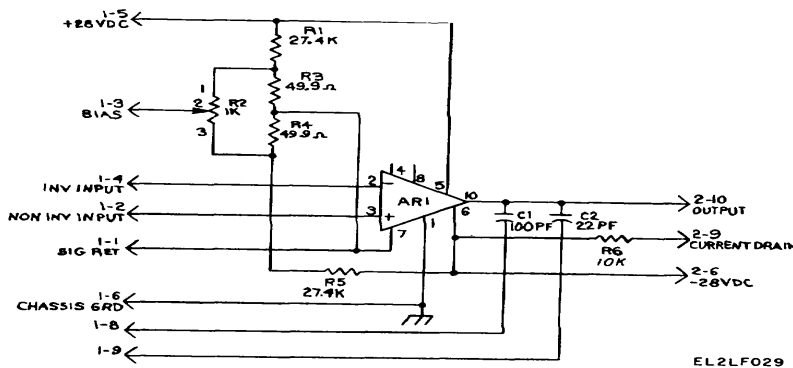 1-5
+28VDC
R1
27.4K
1
R3
49.9Ω
1-3
BIAS
2
R2
1K
R4
49.9Ω
3
1-4
INV INPUT
2
-
4
8
5
10
AR1
6
1-2
NON INV INPUT
3
+
7
1
C1
100PF
C2
22PF
2-10
OUTPUT
1-1
SIG RET
2-9
CURRENT DRAIN
R6
10K
R5
27.4K
2-6
-28VDC
1-6
CHASSIS GRD
1-8
1-9
EL2LF029